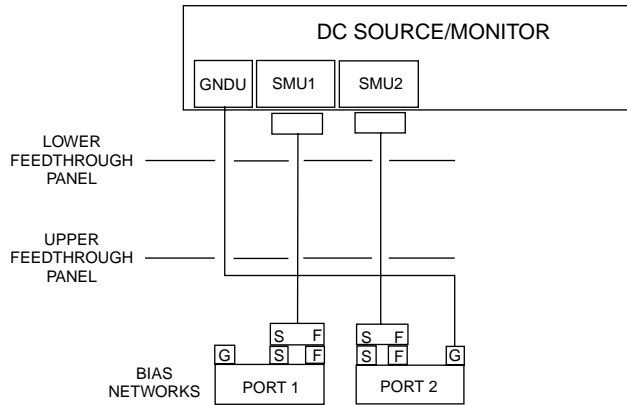 DC SOURCE/MONITOR
GNDU SMU1 SMU2
LOWER
FEEDTHROUGH
PANEL
UPPER
FEEDTHROUGH
PANEL
S F S F
G S F S F G
BIAS
NETWORKS
PORT 1 PORT 2